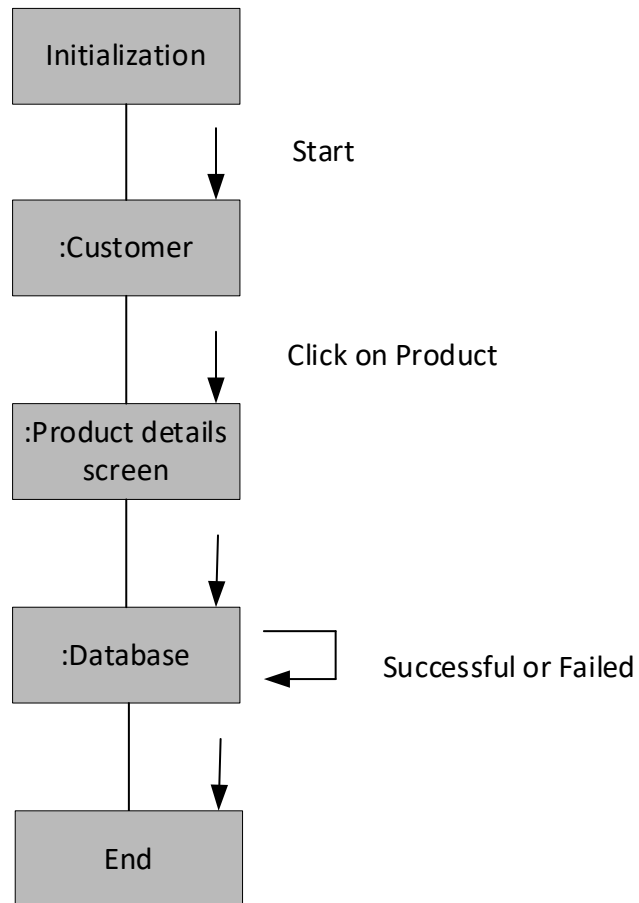 Initialization
Start
:Customer
Click on Product
:Product details
screen
:Database
Successful or Failed
End